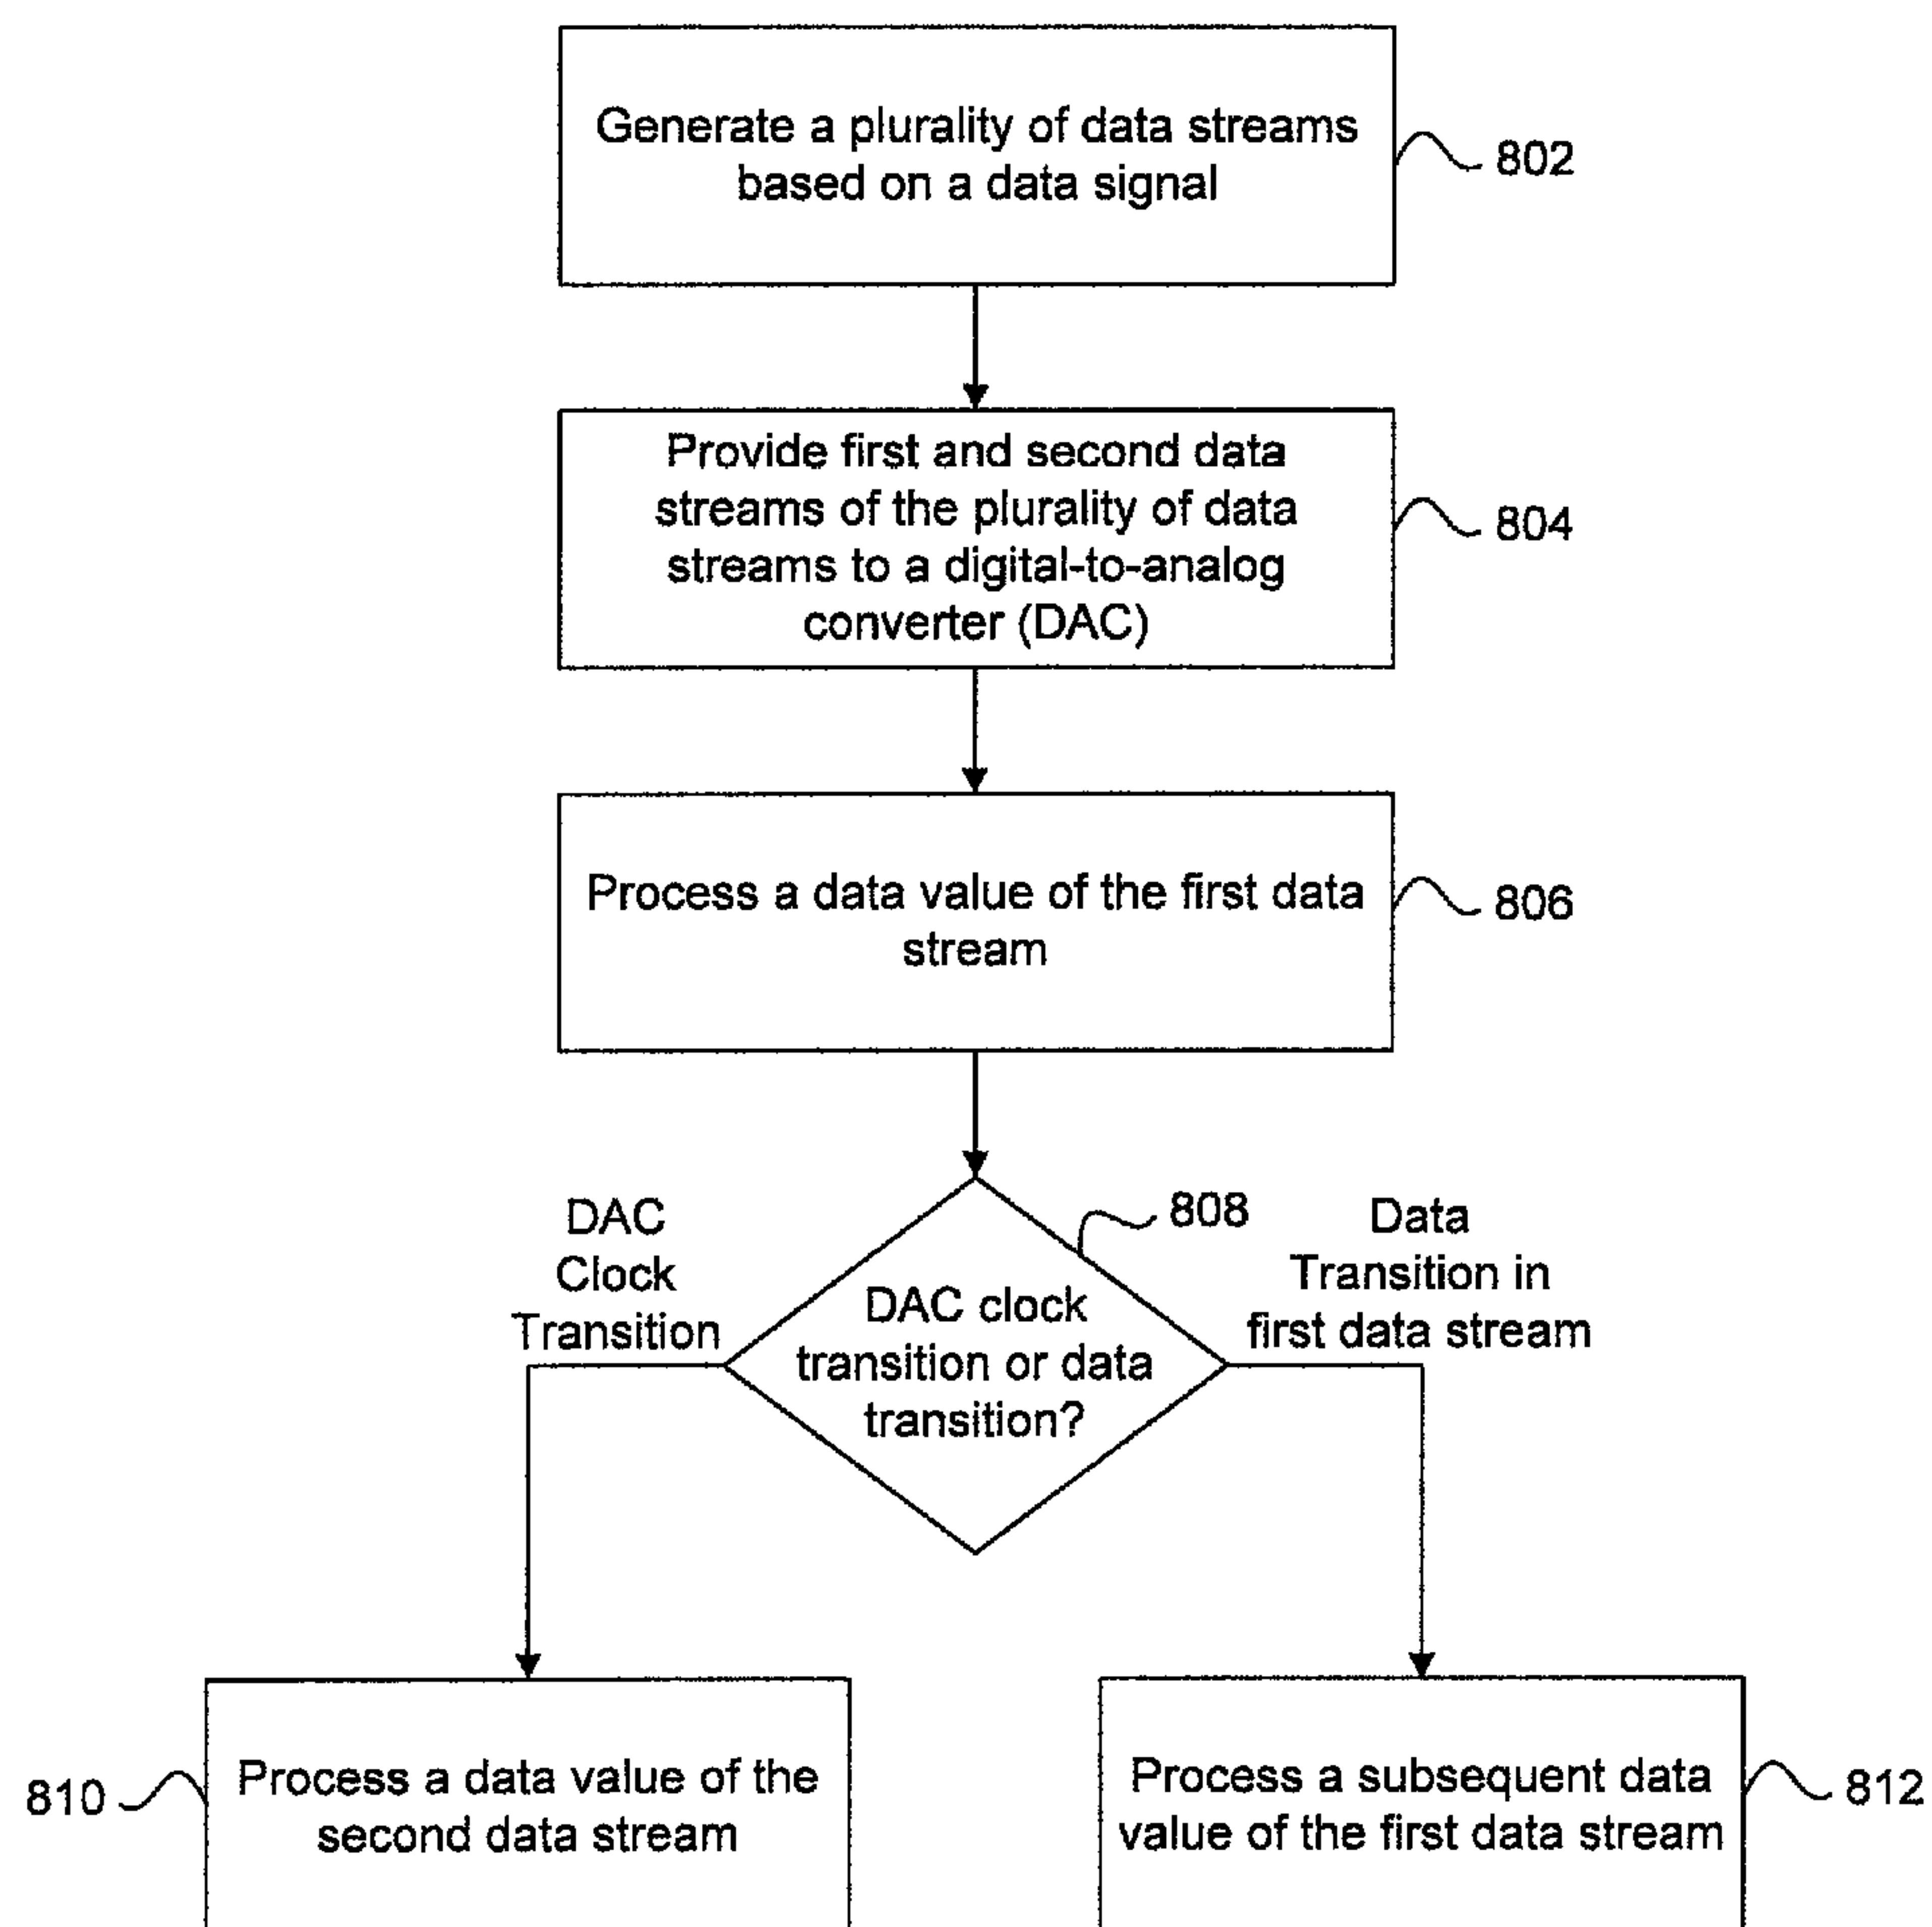 Generate a plurality of data streams
based on a data signal
802
Provide first and second data
streams of the plurality of data
streams to a digital-to-analog
converter (DAC)
804
Process a data value of the first data
stream
806
DAC
Clock
Transition
808
Data
Transition in
first data stream
DAC clock
transition or data
transition?
810
Process a data value of the
second data stream
Process a subsequent data
value of the first data stream
812